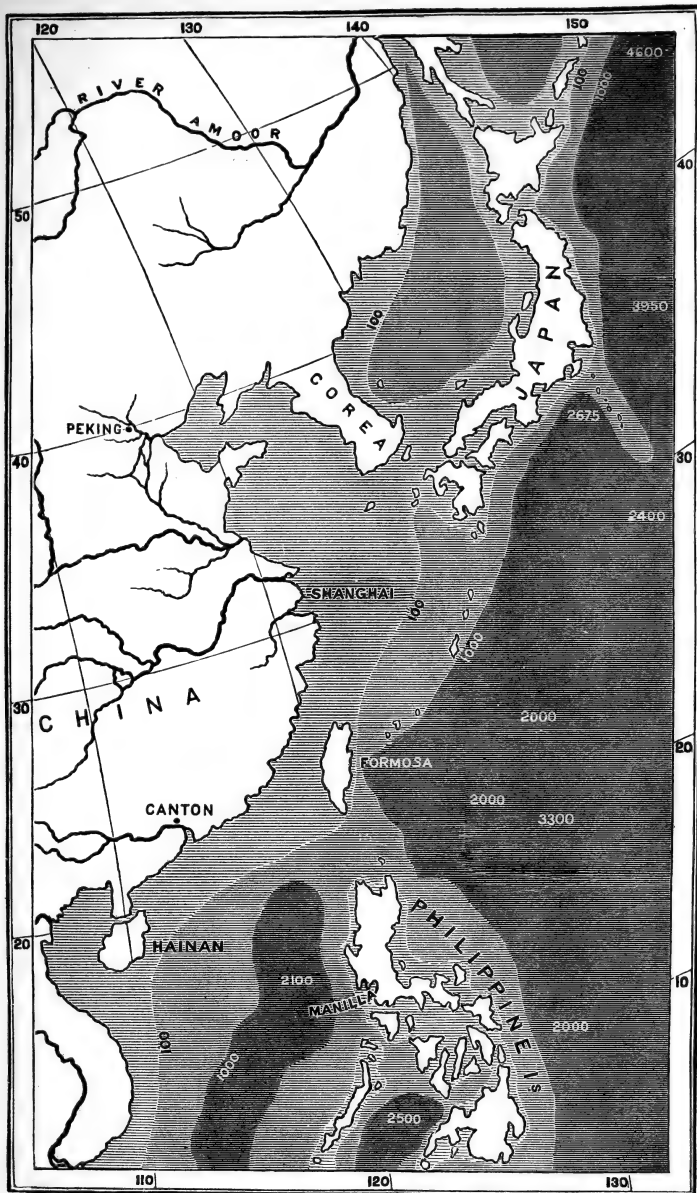 120
130
140
150
4600
100
1000
RIVER AMOOR
40
50
3950
100
JAPAN
COREA
2675
PEKING
40
30
2400
SHANGHAI
100
1000
30
CHINA
2000
20
FORMOSA
2000
CANTON
3300
PHILIPPINE Is
20
HAINAN
2100
10
MANILLA
2000
100
1000
2500
110
120
130